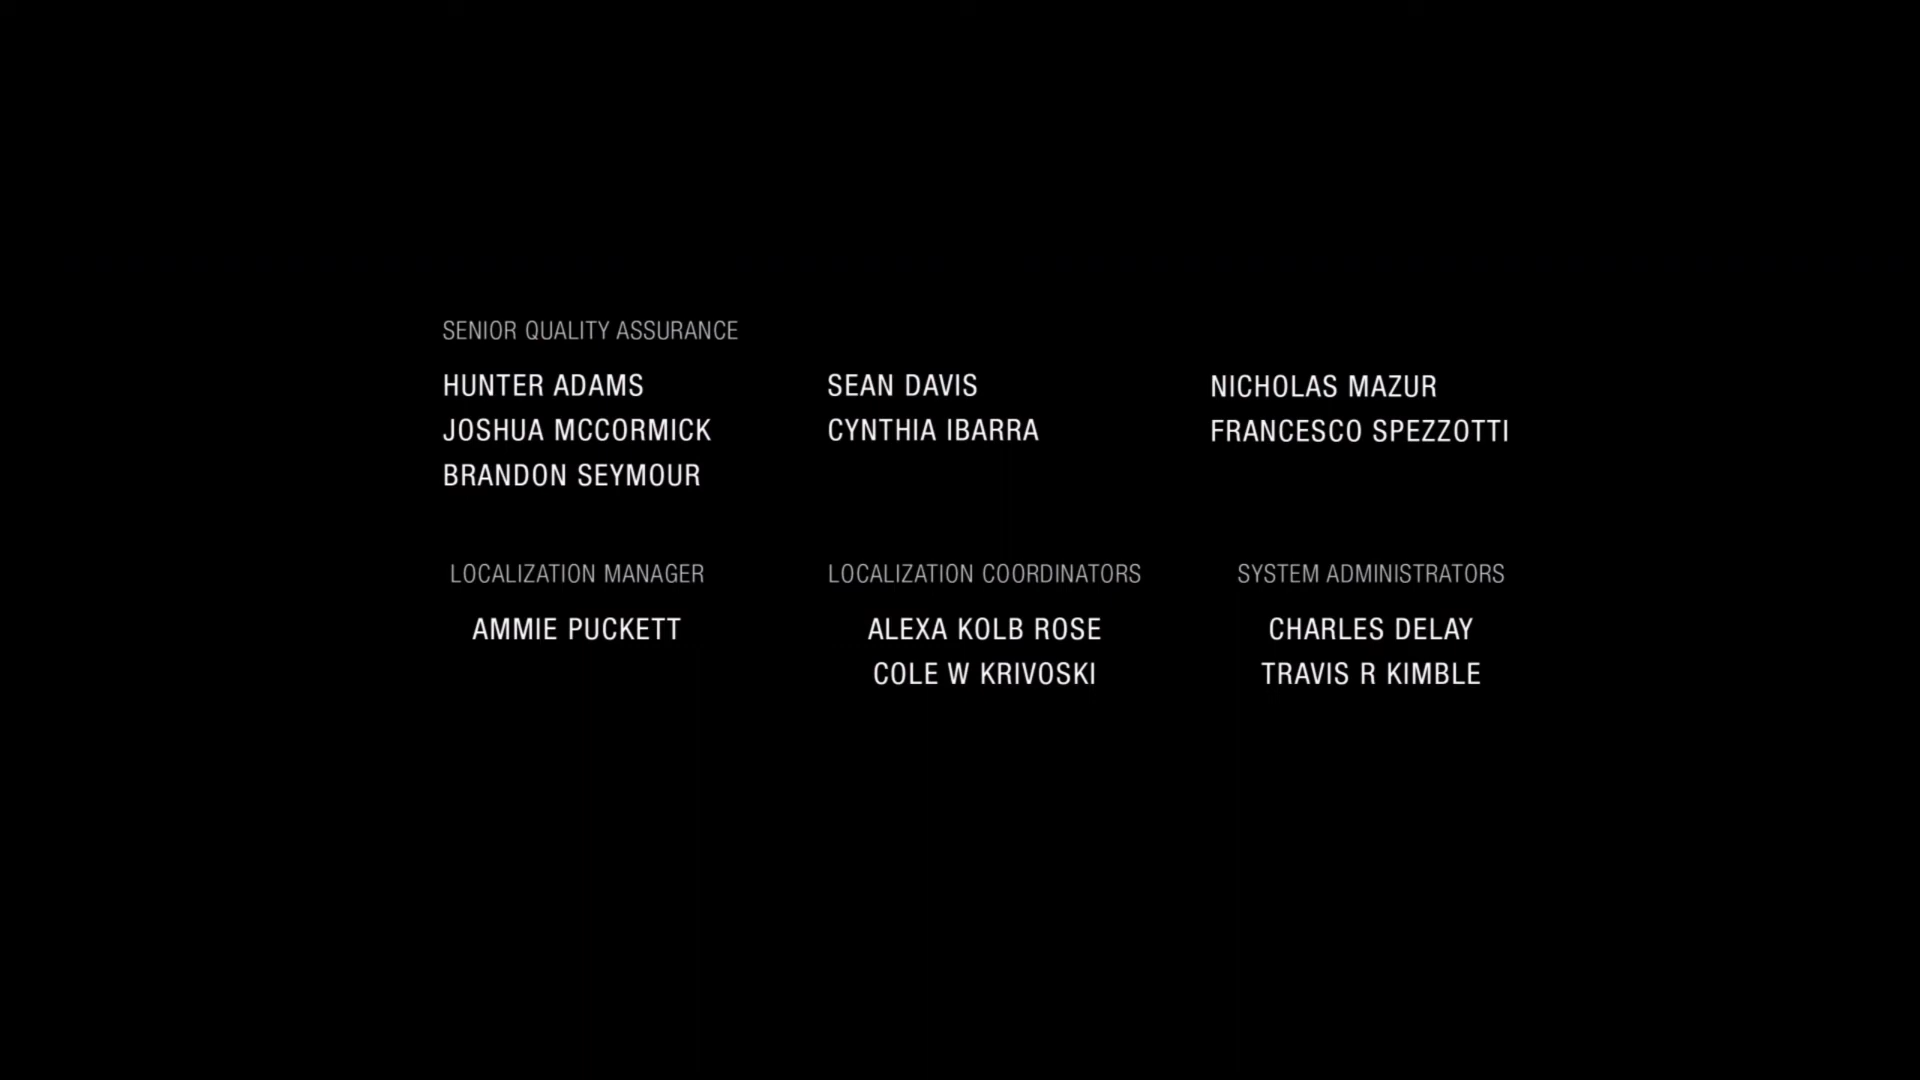 SENIOR QUALITY ASSURANCE
HUNTER ADAMS
SEAN DAVIS
NICHOLAS MAZUR
JOSHUA MCCORMICK
CYNTHIA IBARRA
FRANCESCO SPEZZOTTI
BRANDON SEYMOUR
LOCALIZATION MANAGER
AMMIE PUCKETT
LOCALIZATION COORDINATORS
ALEXA KOLB ROSE
COLE W KRIVOSKI
SYSTEM ADMINISTRATORS
CHARLES DELAY
TRAVIS R KIMBLE